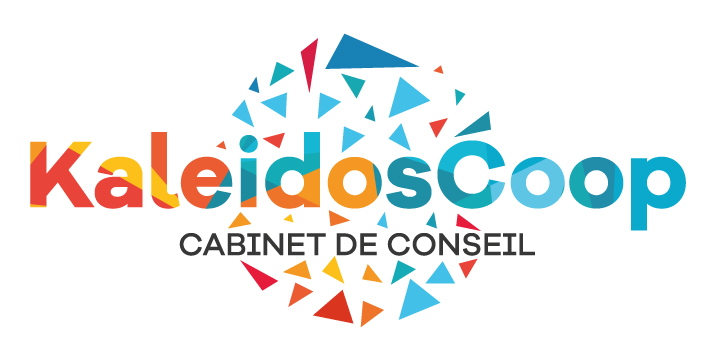 KaleidosCoop
CABINET DE CONSEIL